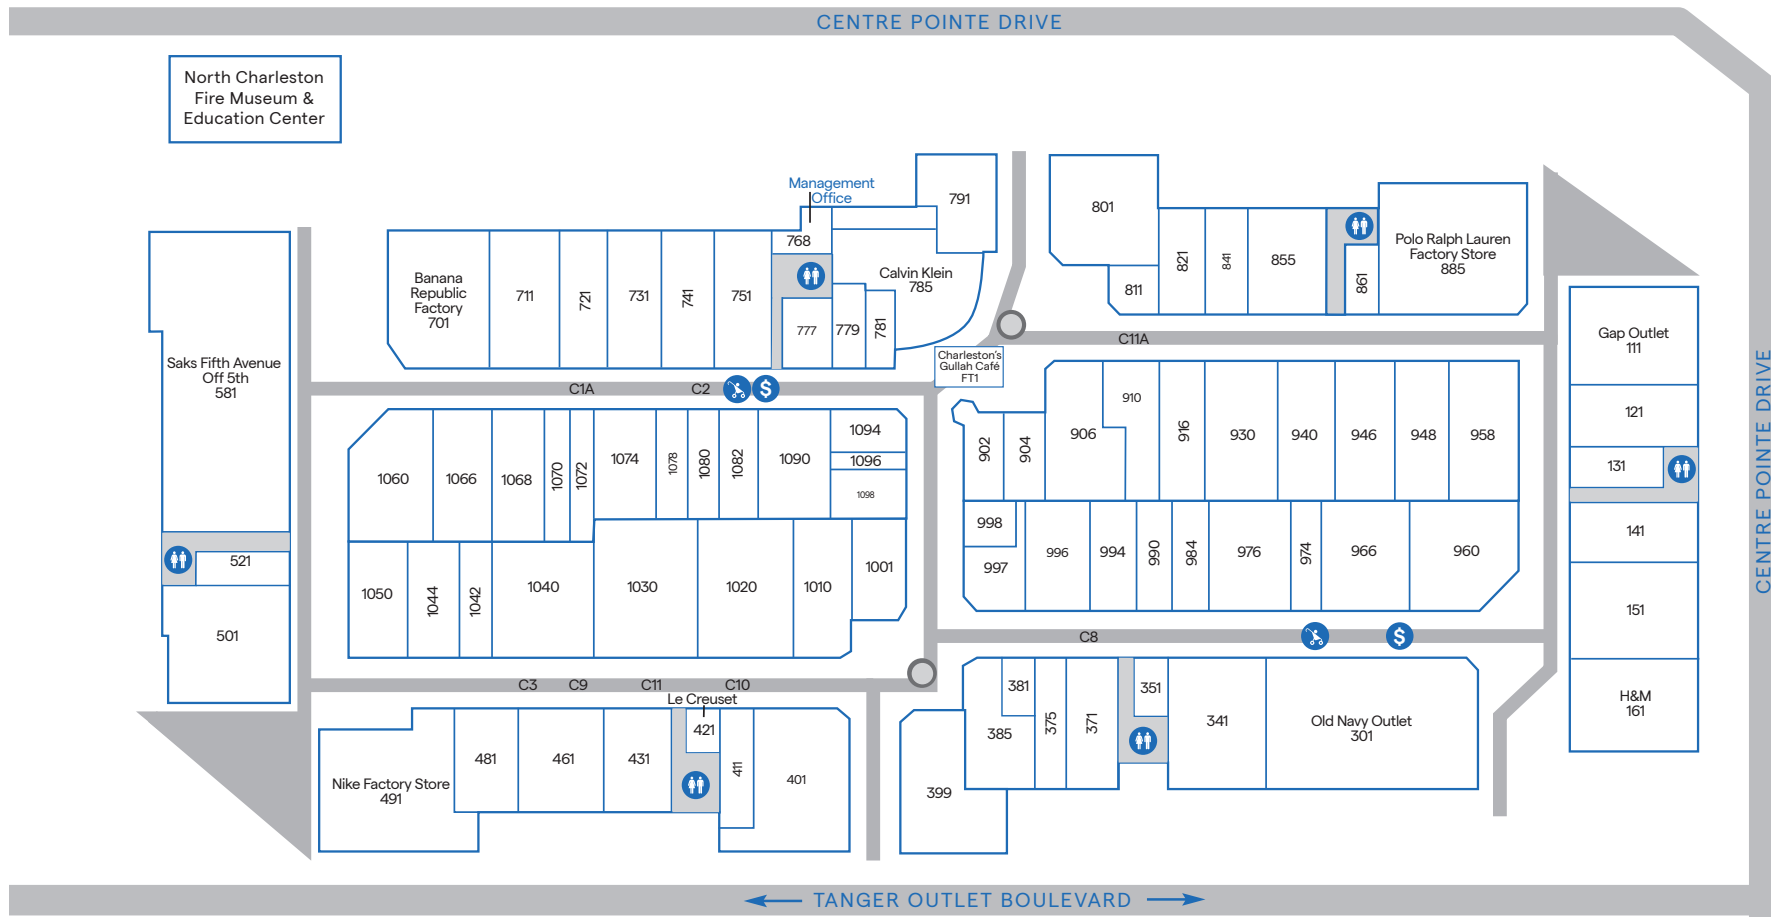 CENTRE POINTE DRIVE
North Charleston
Fire Museum &
Education Center
Management
Office
791
801
768
Calvin Klein
785
Banana
Republic
Factory
701
711
721
731
741
751
777
779
781
811
821
841
855
861
Polo Ralph Lauren
Factory Store
885
C11A
Charleston's
Gullah Café
FT1
Gap Outlet
111
121
131
141
151
H&M
161
CENTRE POINTE DRIVE
Saks Fifth Avenue
Off 5th
581
521
501
C1A
C2
$
1060
1066
1068
1070
1072
1074
1078
1080
1082
1090
1094
1096
1098
1050
1044
1042
1040
1030
1020
1010
1001
902
904
906
910
916
930
940
946
948
958
998
997
996
994
990
984
976
974
966
960
C8
$
C3
C9
C11
C10
Le Creuset
421
Nike Factory Store
491
481
461
431
411
401
399
385
381
375
371
351
341
Old Navy Outlet
301
TANGER OUTLET BOULEVARD